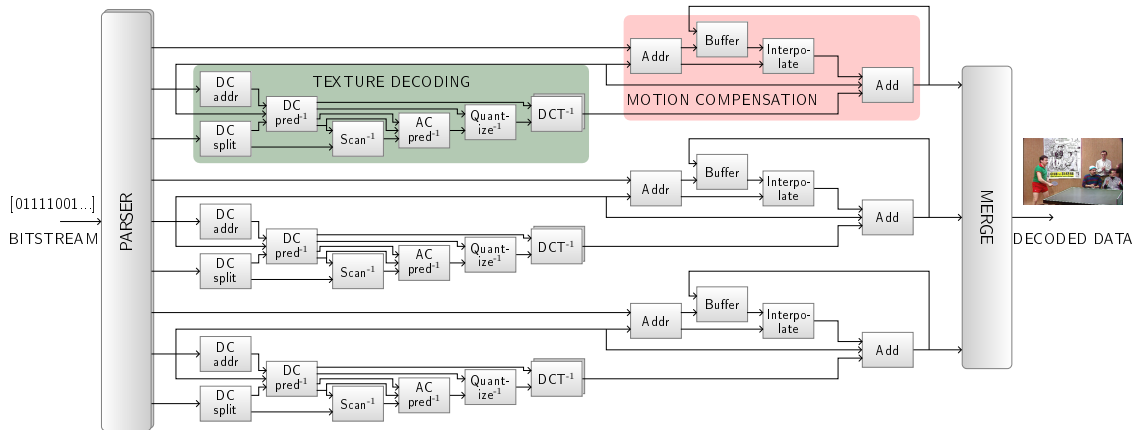 [01111001...]
BITSTREAM
PARSER
TEXTURE DECODING
DC
addr
DC
split
DC
pred-1
Scan-1
AC
pred-1
Quant-
ize-1
DCT-1
MOTION COMPENSATION
Addr
Buffer
Interpo-
late
Add
DC
addr
DC
split
DC
pred-1
Scan-1
AC
pred-1
Quant-
ize-1
DCT-1
Addr
Buffer
Interpo-
late
Add
DC
addr
DC
split
DC
pred-1
Scan-1
AC
pred-1
Quant-
ize-1
DCT-1
Addr
Buffer
Interpo-
late
Add
MERGE
DECODED DATA